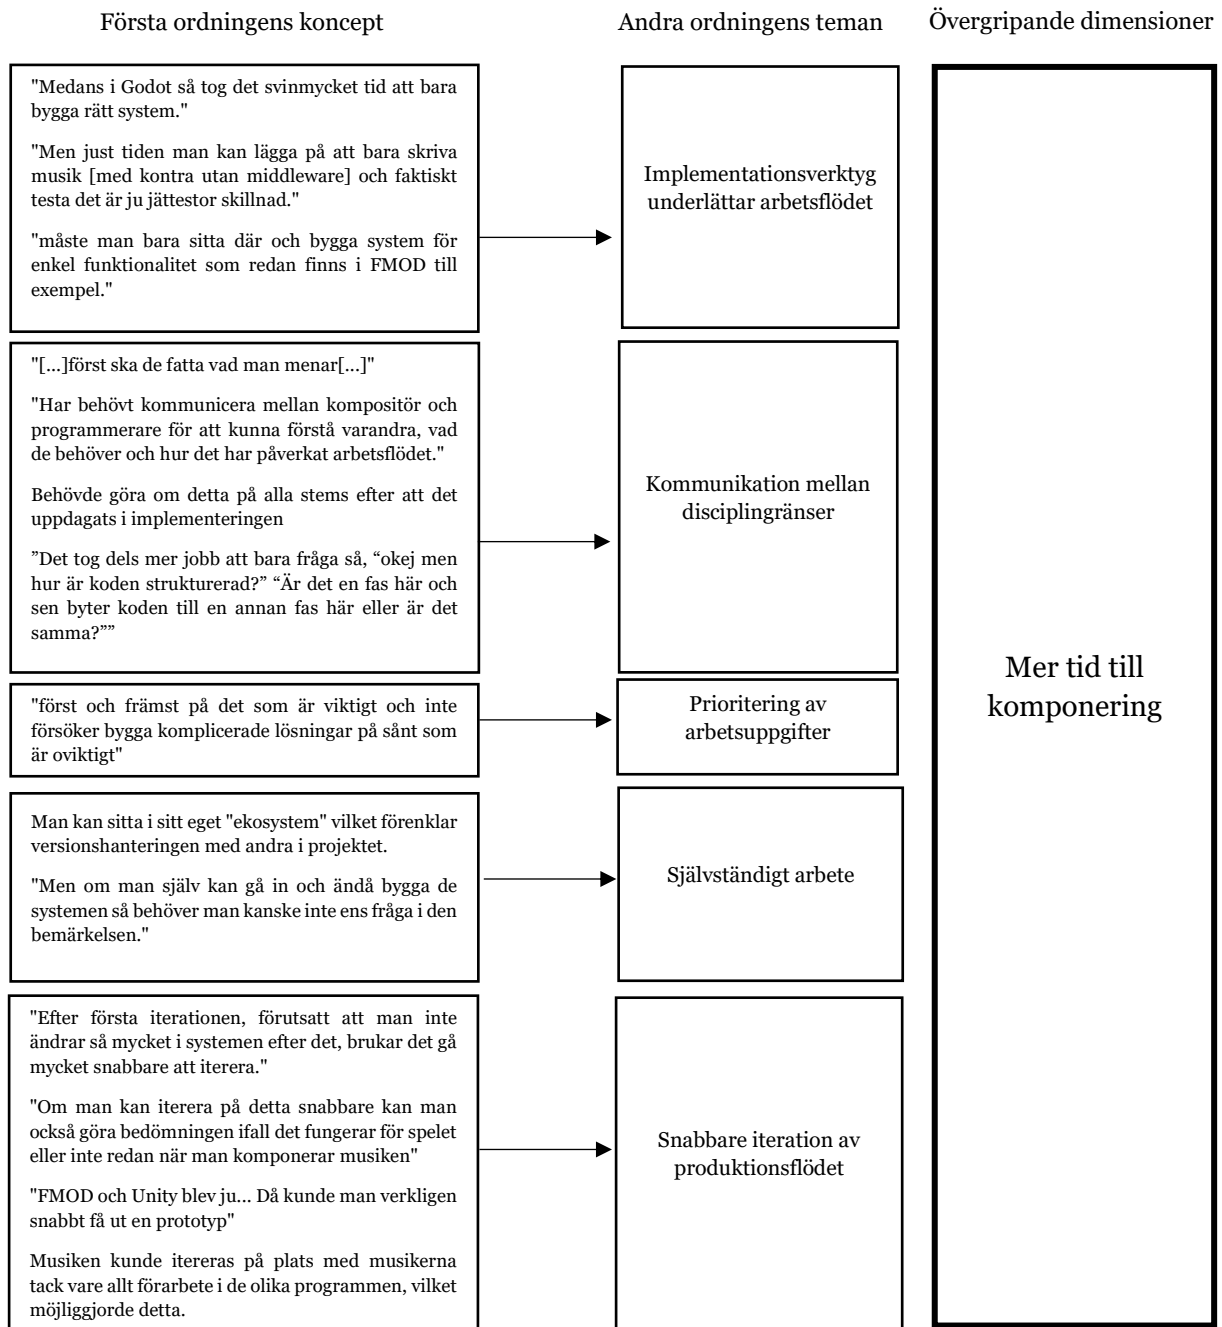 Första ordningens koncept
Andra ordningens teman
Övergripande dimensioner
"Medans i Godot så tog det svinmycket tid att bara
bygga rätt system."
"Men just tiden man kan lägga på att bara skriva
musik [med kontra utan middleware] och faktiskt
testa det är ju jättestor skillnad."
"måste man bara sitta där och bygga system för
enkel funktionalitet som redan finns i FMOD till
exempel."
Implementationsverktyg
underlättar arbetsflödet
"[...]först ska de fatta vad man menar[...]"
"Har behövt kommunicera mellan kompositör och
programmerare för att kunna förstå varandra, vad
de behöver och hur det har påverkat arbetsflödet."
Behövde göra om detta på alla stems efter att det
uppdagats i implementeringen
”Det tog dels mer jobb att bara fråga så, “okej men
hur är koden strukturerad?” “Är det en fas här och
sen byter koden till en annan fas här eller är det
samma?””
Kommunikation mellan
disciplingränser
"först och främst på det som är viktigt och inte
försöker bygga komplicerade lösningar på sånt som
är oviktigt"
Prioritering av
arbetsuppgifter
Man kan sitta i sitt eget "ekosystem" vilket förenklar
versionshanteringen med andra i projektet.
"Men om man själv kan gå in och ändå bygga de
systemen så behöver man kanske inte ens fråga i den
bemärkelsen."
Självständigt arbete
"Efter första iterationen, förutsatt att man inte
ändrar så mycket i systemen efter det, brukar det gå
mycket snabbare att iterera."
"Om man kan iterera på detta snabbare kan man
också göra bedömningen ifall det fungerar för spelet
eller inte redan när man komponerar musiken"
"FMOD och Unity blev ju... Då kunde man verkligen
snabbt få ut en prototyp"
Musiken kunde itereras på plats med musikerna
tack vare allt förarbete i de olika programmen, vilket
möjliggjorde detta.
Snabbare iteration av
produktionsflödet
Mer tid till
komponering